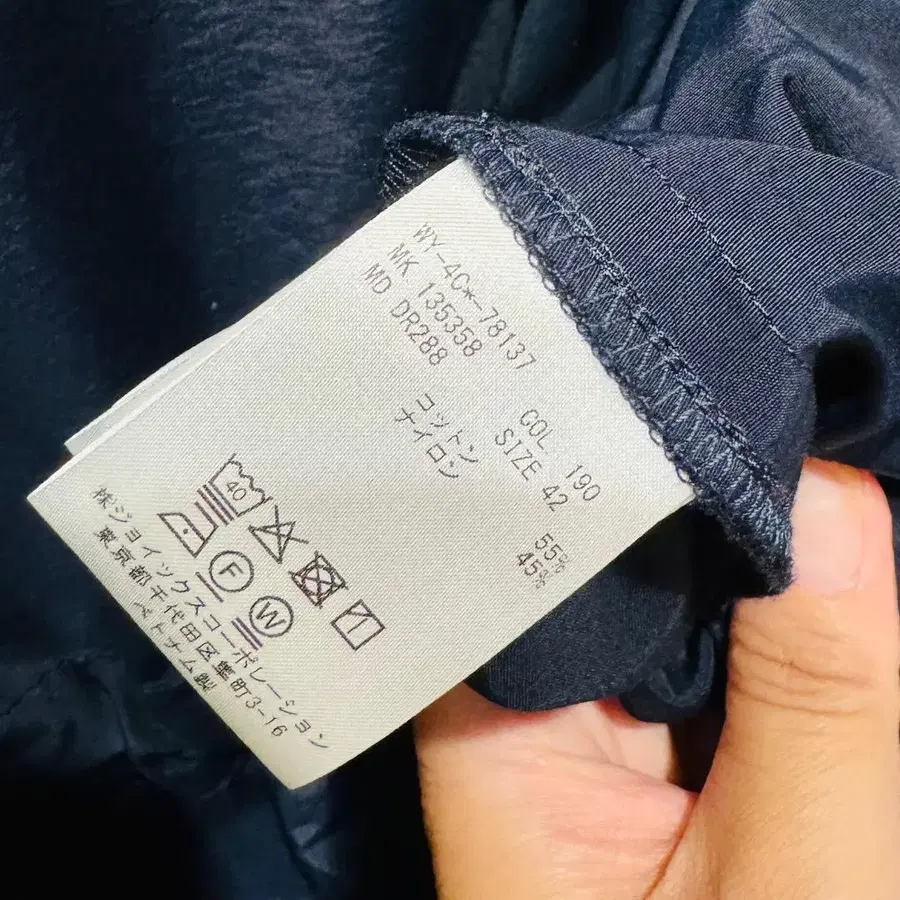 WY-4C*-78137
MK 135358
MD DR288
COL. 190
SIZE 42
コットン 55%
ナイロン 45%
40
F
W
㈱ジョイックスコーポレーション
東京都千代田区隼町3-16
ベトナム製